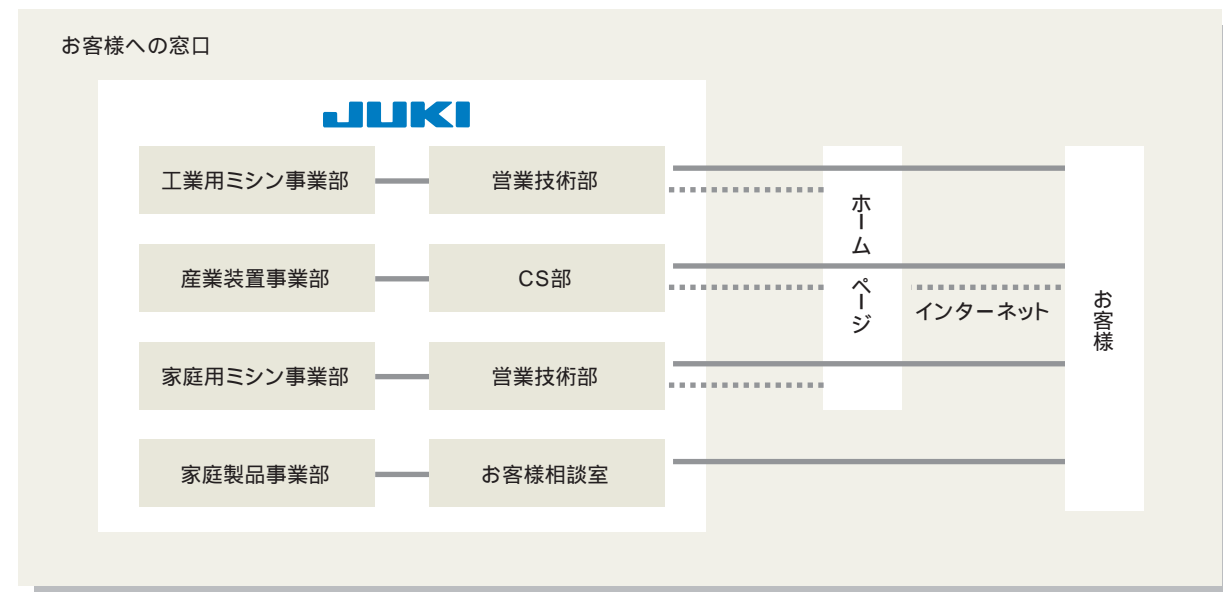 お客様への窓口
JUKI
工業用ミシン事業部
営業技術部
産業装置事業部
CS部
家庭用ミシン事業部
営業技術部
家庭製品事業部
お客様相談室
ホームページ
インターネット
お客様